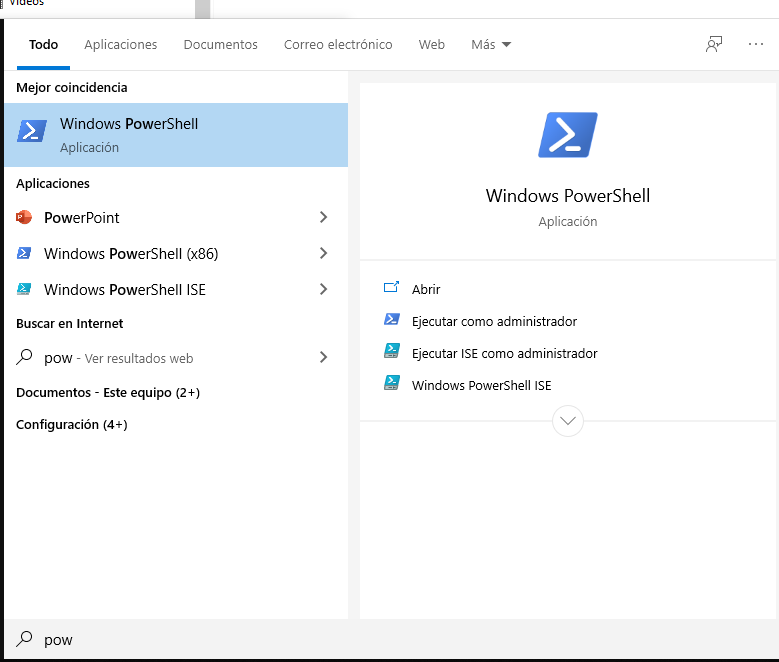 Videos
Todo
Aplicaciones
Documentos
Correo electrónico
Web
Más
Mejor coincidencia
Windows PowerShell
Aplicación
Aplicaciones
PowerPoint
Windows PowerShell (x86)
Windows PowerShell ISE
Buscar en Internet
pow - Ver resultados web
Documentos - Este equipo (2+)
Configuración (4+)
Windows PowerShell
Aplicación
Abrir
Ejecutar como administrador
Ejecutar ISE como administrador
Windows PowerShell ISE
pow